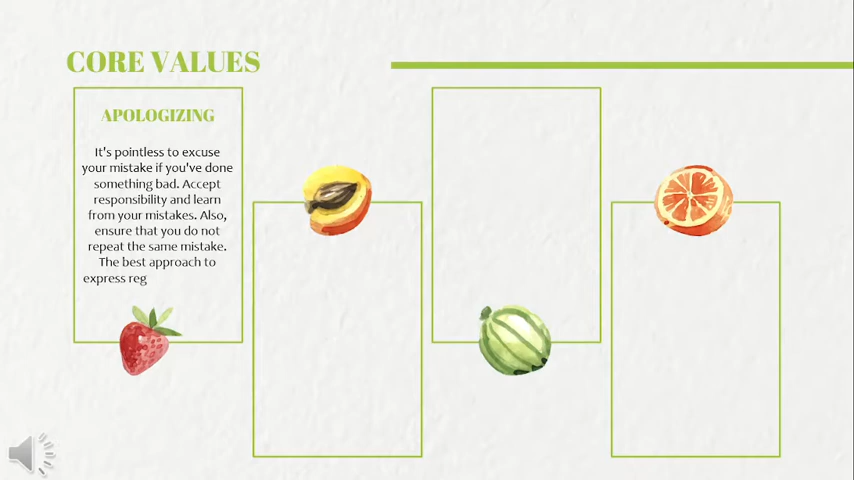 CORE VALUES
APOLOGIZING
It's pointless to excuse
your mistake if you've done
something bad. Accept
responsibility and learn
from your mistakes. Also,
ensure that you do not
repeat the same mistake.
The best approach to
express reg